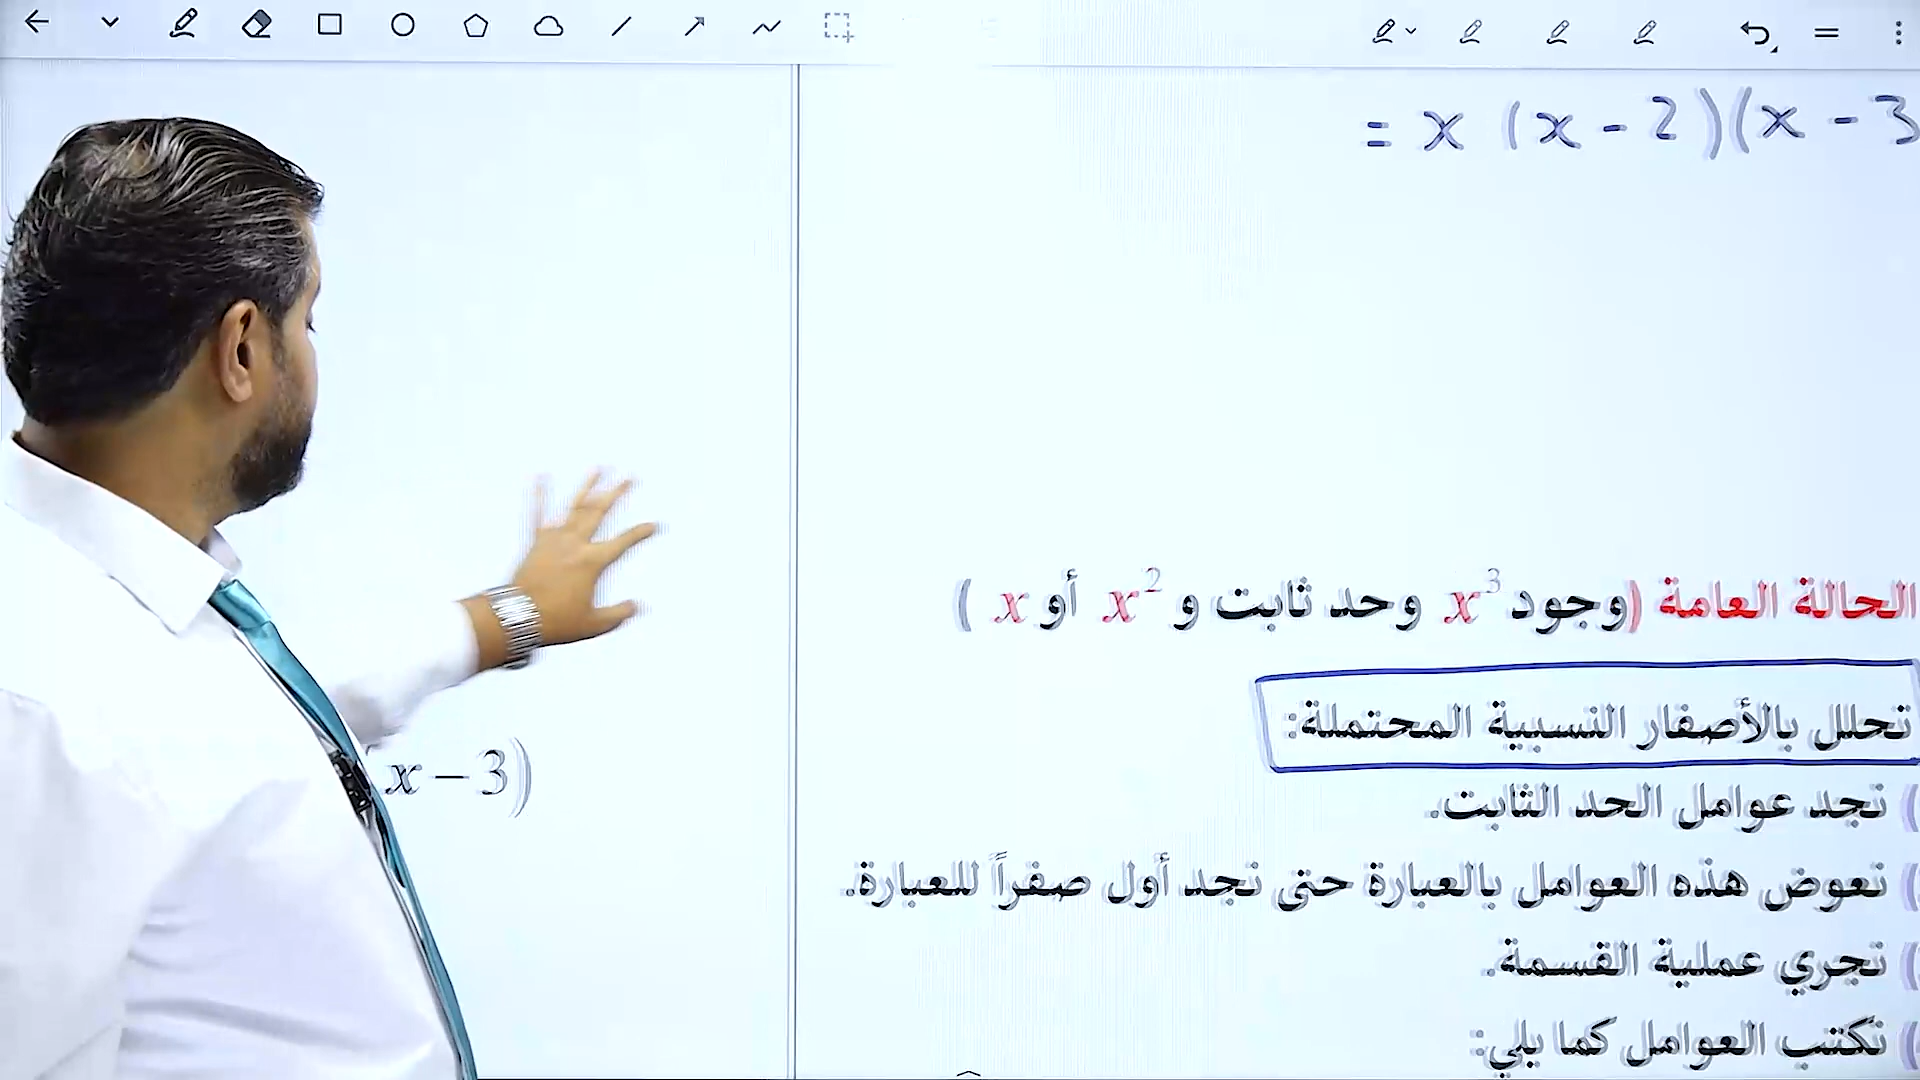 = x (x - 2)(x - 3
الحالة العامة (وجود x³ وحد ثابت و x² أو x )
تحلل بالأصفار النسبية المحتملة:
) نجد عوامل الحد الثابت.
) نعوض هذه العوامل بالعبارة حتى نجد أول صفراً للعبارة.
) نجري عملية القسمة.
) نكتب العوامل كما يلي:
x – 3)